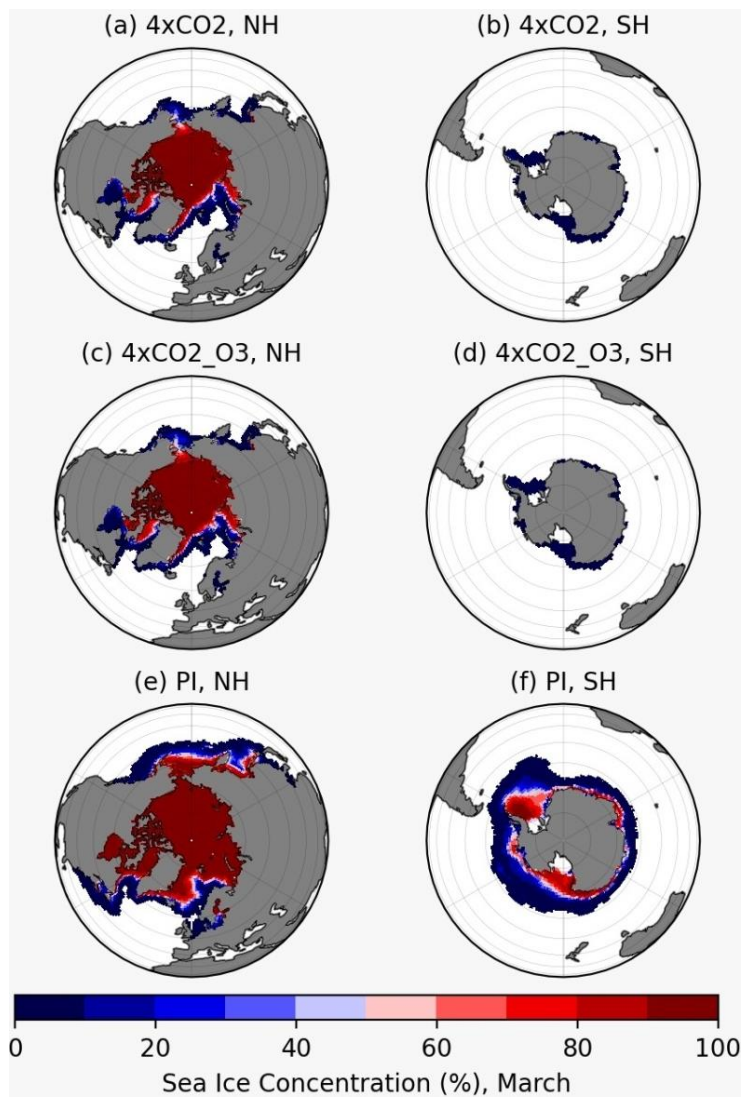 (a) 4xCO2, NH
(b) 4xCO2, SH
(c) 4xCO2_O3, NH
(d) 4xCO2_O3, SH
(e) PI, NH
(f) PI, SH
0 20 40 60 80 100
Sea Ice Concentration (%), March